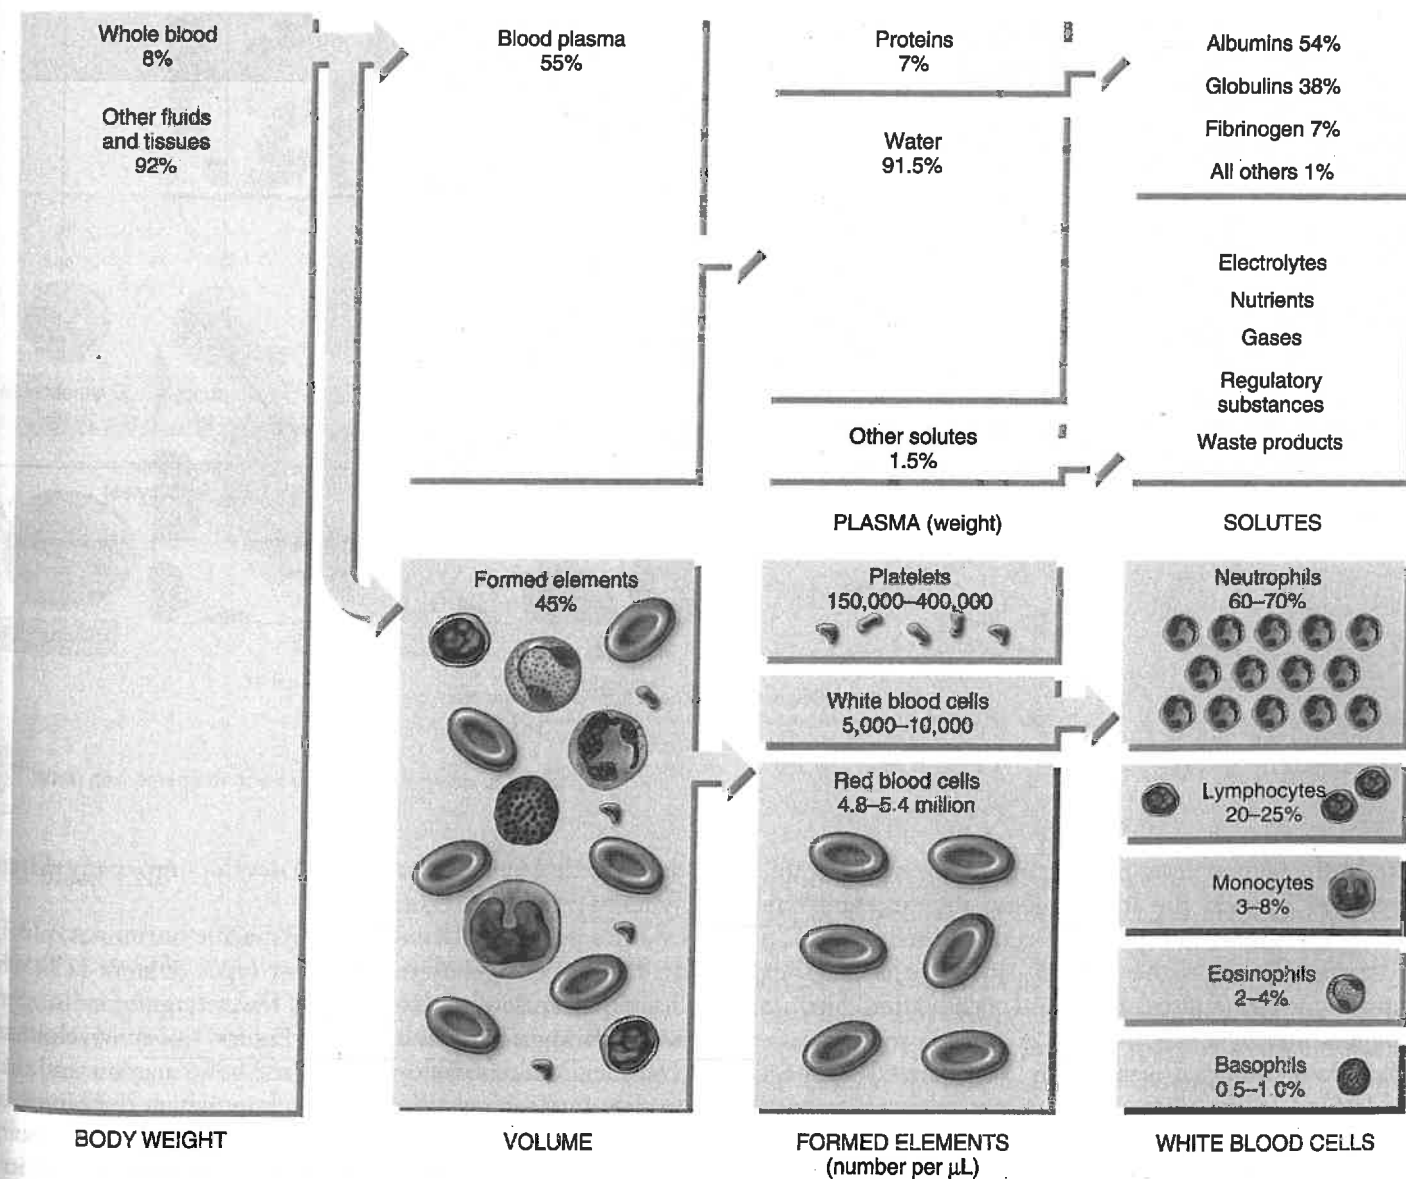 Whole blood
8%
Other fluids
and tissues
92%
BODY WEIGHT
Blood plasma
55%
Formed elements
45%
VOLUME
Proteins
7%
Water
91.5%
Other solutes
1.5%
PLASMA (weight)
Albumins 54%
Globulins 38%
Fibrinogen 7%
All others 1%
Electrolytes
Nutrients
Gases
Regulatory
substances
Waste products
SOLUTES
Platelets
150,000–400,000
White blood cells
5,000–10,000
Red blood cells
4.8–5.4 million
FORMED ELEMENTS
(number per μL)
Neutrophils
60–70%
Lymphocytes
20–25%
Monocytes
3–8%
Eosinophils
2–4%
Basophils
0.5–1.0%
WHITE BLOOD CELLS